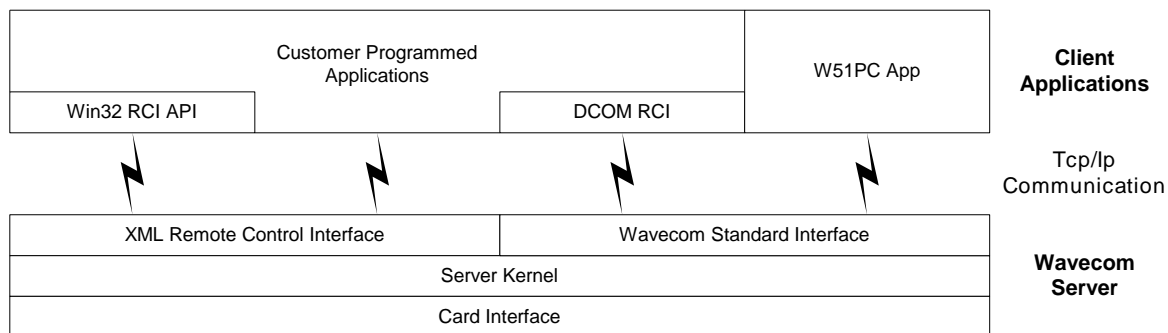 Customer Programmed
Applications
W51PC App
Client
Applications
Win32 RCI API
DCOM RCI
Tcp/Ip
Communication
XML Remote Control Interface
Wavecom Standard Interface
Server Kernel
Wavecom
Server
Card Interface